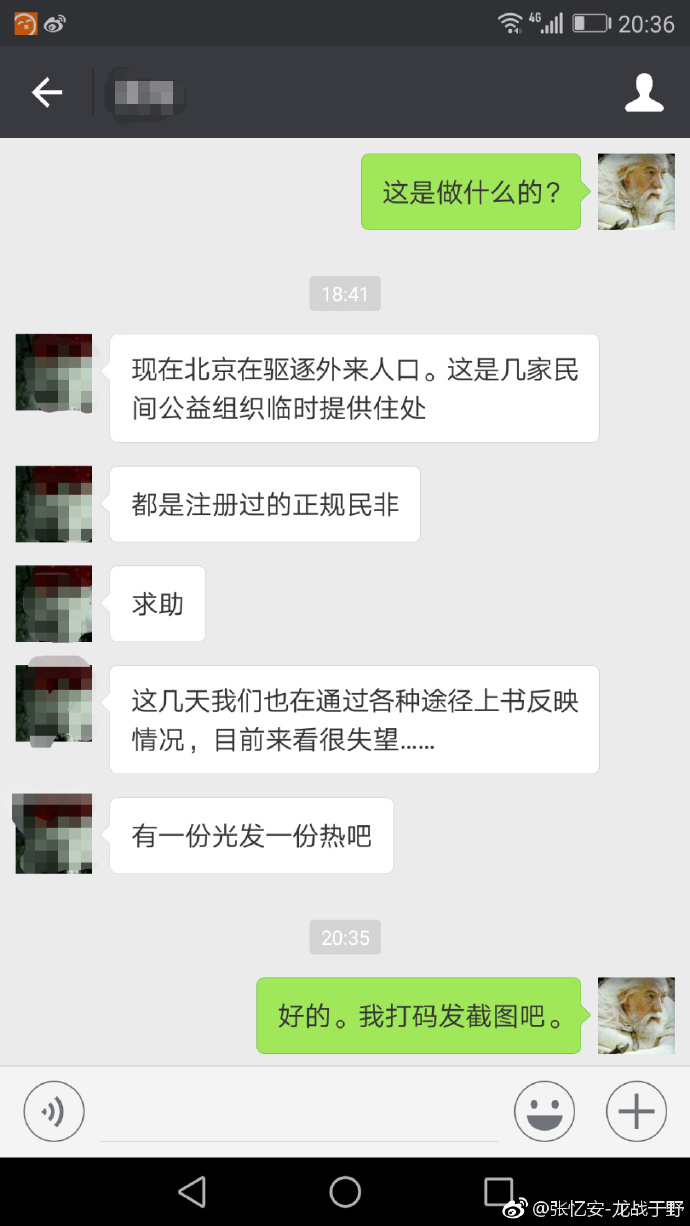 4G 20:36
这是做什么的?
18:41
现在北京在驱逐外来人口。这是几家民
间公益组织临时提供住处
都是注册过的正规民非
求助
这几天我们也在通过各种途径上书反映
情况，目前来看很失望……
有一份光发一份热吧
20:35
好的。我打码发截图吧。
@张忆安-龙战于野